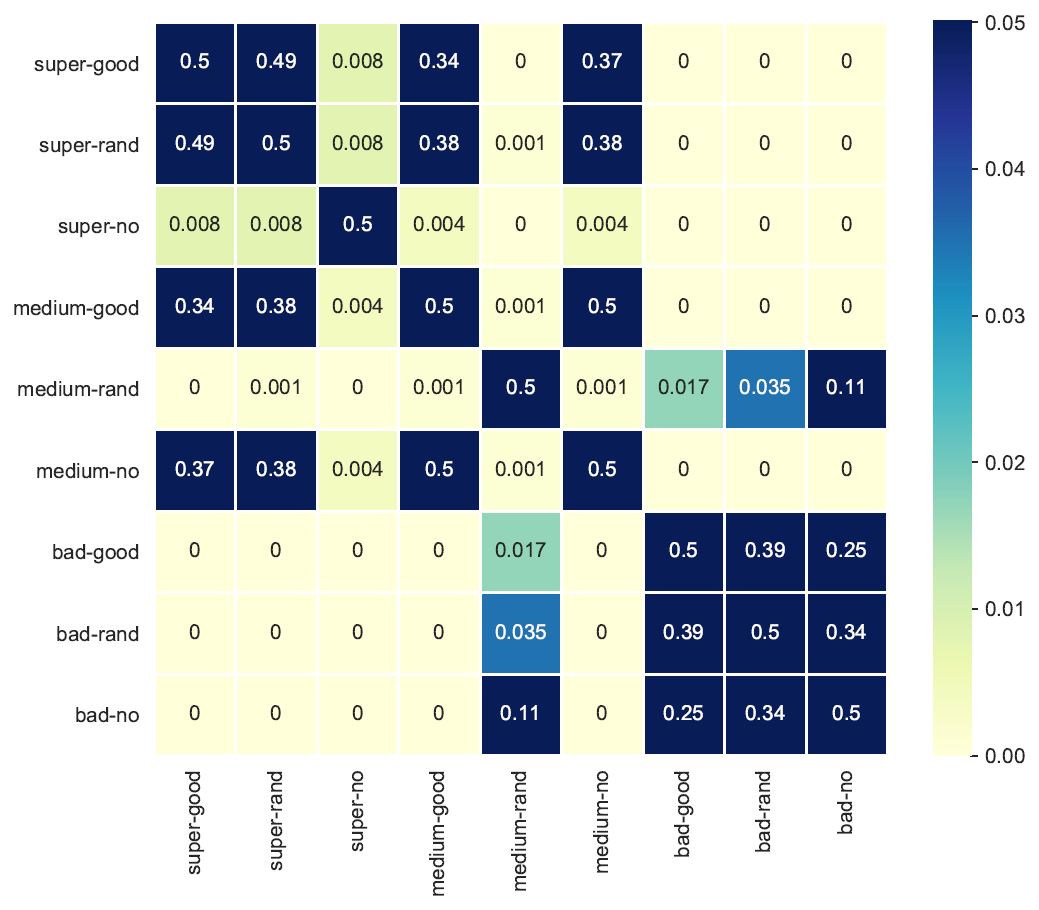 super-good 0.5 0.49 0.008 0.34 0 0.37 0 0 0
super-rand 0.49 0.5 0.008 0.38 0.001 0.38 0 0 0
super-no 0.008 0.008 0.5 0.004 0 0.004 0 0 0
medium-good 0.34 0.38 0.004 0.5 0.001 0.5 0 0 0
medium-rand 0 0.001 0 0.001 0.5 0.001 0.017 0.035 0.11
medium-no 0.37 0.38 0.004 0.5 0.001 0.5 0 0 0
bad-good 0 0 0 0 0.017 0 0.5 0.39 0.25
bad-rand 0 0 0 0 0.035 0 0.39 0.5 0.34
bad-no 0 0 0 0 0.11 0 0.25 0.34 0.5
super-good
super-rand
super-no
medium-good
medium-rand
medium-no
bad-good
bad-rand
bad-no
0.05
0.04
0.03
0.02
0.01
0.00